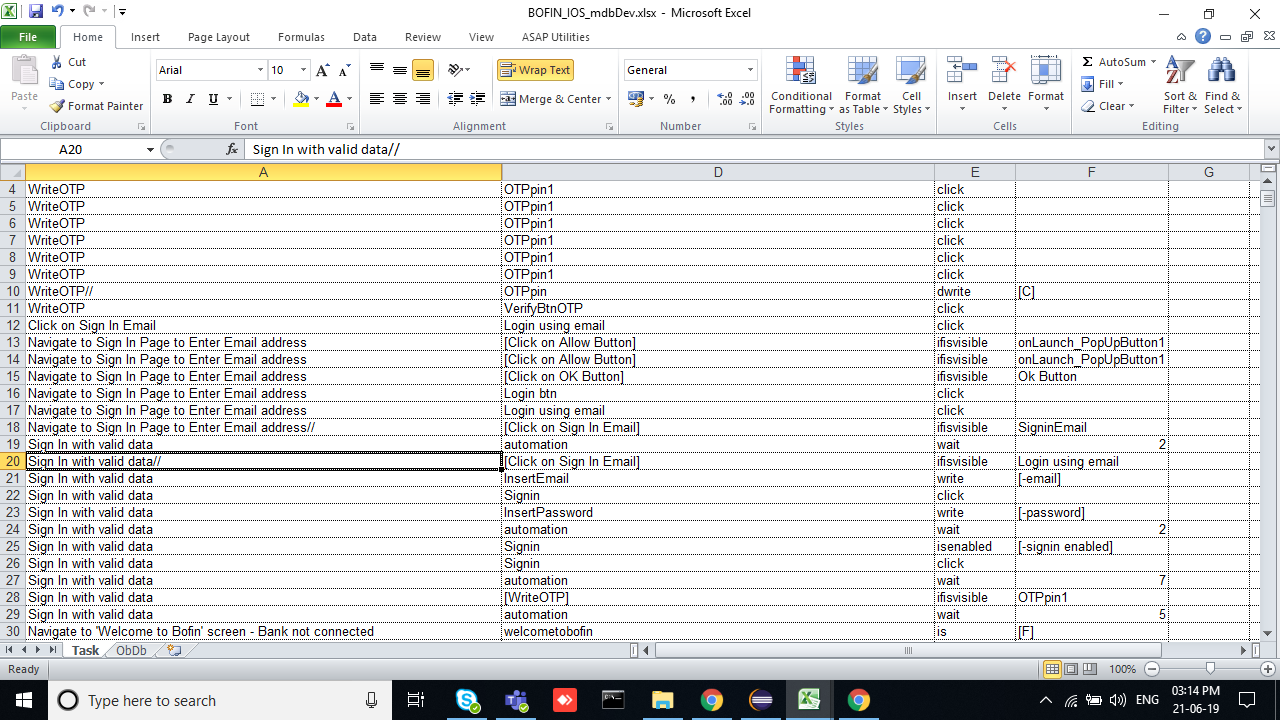 BOFIN_IOS_mdbDev.xlsx - Microsoft Excel
File Home Insert Page Layout Formulas Data Review View ASAP Utilities
Paste Cut Copy Format Painter Clipboard
Arial 10 B I U Font
Wrap Text Merge & Center Alignment
General % , .00 Number
Conditional Formatting Format as Table Cell Styles Styles
Insert Delete Format Cells
Σ AutoSum Fill Clear Sort & Filter Find & Select Editing
A20 fx Sign In with valid data//
A D E F G
4 WriteOTP OTPpin1 click
5 WriteOTP OTPpin1 click
6 WriteOTP OTPpin1 click
7 WriteOTP OTPpin1 click
8 WriteOTP OTPpin1 click
9 WriteOTP OTPpin1 click
10 WriteOTP// OTPpin dwrite [C]
11 WriteOTP VerifyBtnOTP click
12 Click on Sign In Email Login using email click
13 Navigate to Sign In Page to Enter Email address [Click on Allow Button] ifisvisible onLaunch_PopUpButton1
14 Navigate to Sign In Page to Enter Email address [Click on Allow Button] ifisvisible onLaunch_PopUpButton1
15 Navigate to Sign In Page to Enter Email address [Click on OK Button] ifisvisible Ok Button
16 Navigate to Sign In Page to Enter Email address Login btn click
17 Navigate to Sign In Page to Enter Email address Login using email click
18 Navigate to Sign In Page to Enter Email address// [Click on Sign In Email] ifisvisible SigninEmail
19 Sign In with valid data automation wait 2
20 Sign In with valid data// [Click on Sign In Email] ifisvisible Login using email
21 Sign In with valid data InsertEmail write [-email]
22 Sign In with valid data Signin click
23 Sign In with valid data InsertPassword write [-password]
24 Sign In with valid data automation wait 2
25 Sign In with valid data Signin isenabled [-signin enabled]
26 Sign In with valid data Signin click
27 Sign In with valid data automation wait 7
28 Sign In with valid data [WriteOTP] ifisvisible OTPpin1
29 Sign In with valid data automation wait 5
30 Navigate to 'Welcome to Bofin' screen - Bank not connected welcometobofin is [F]
Task ObDb
Ready 100%
Type here to search ENG 03:14 PM
21-06-19